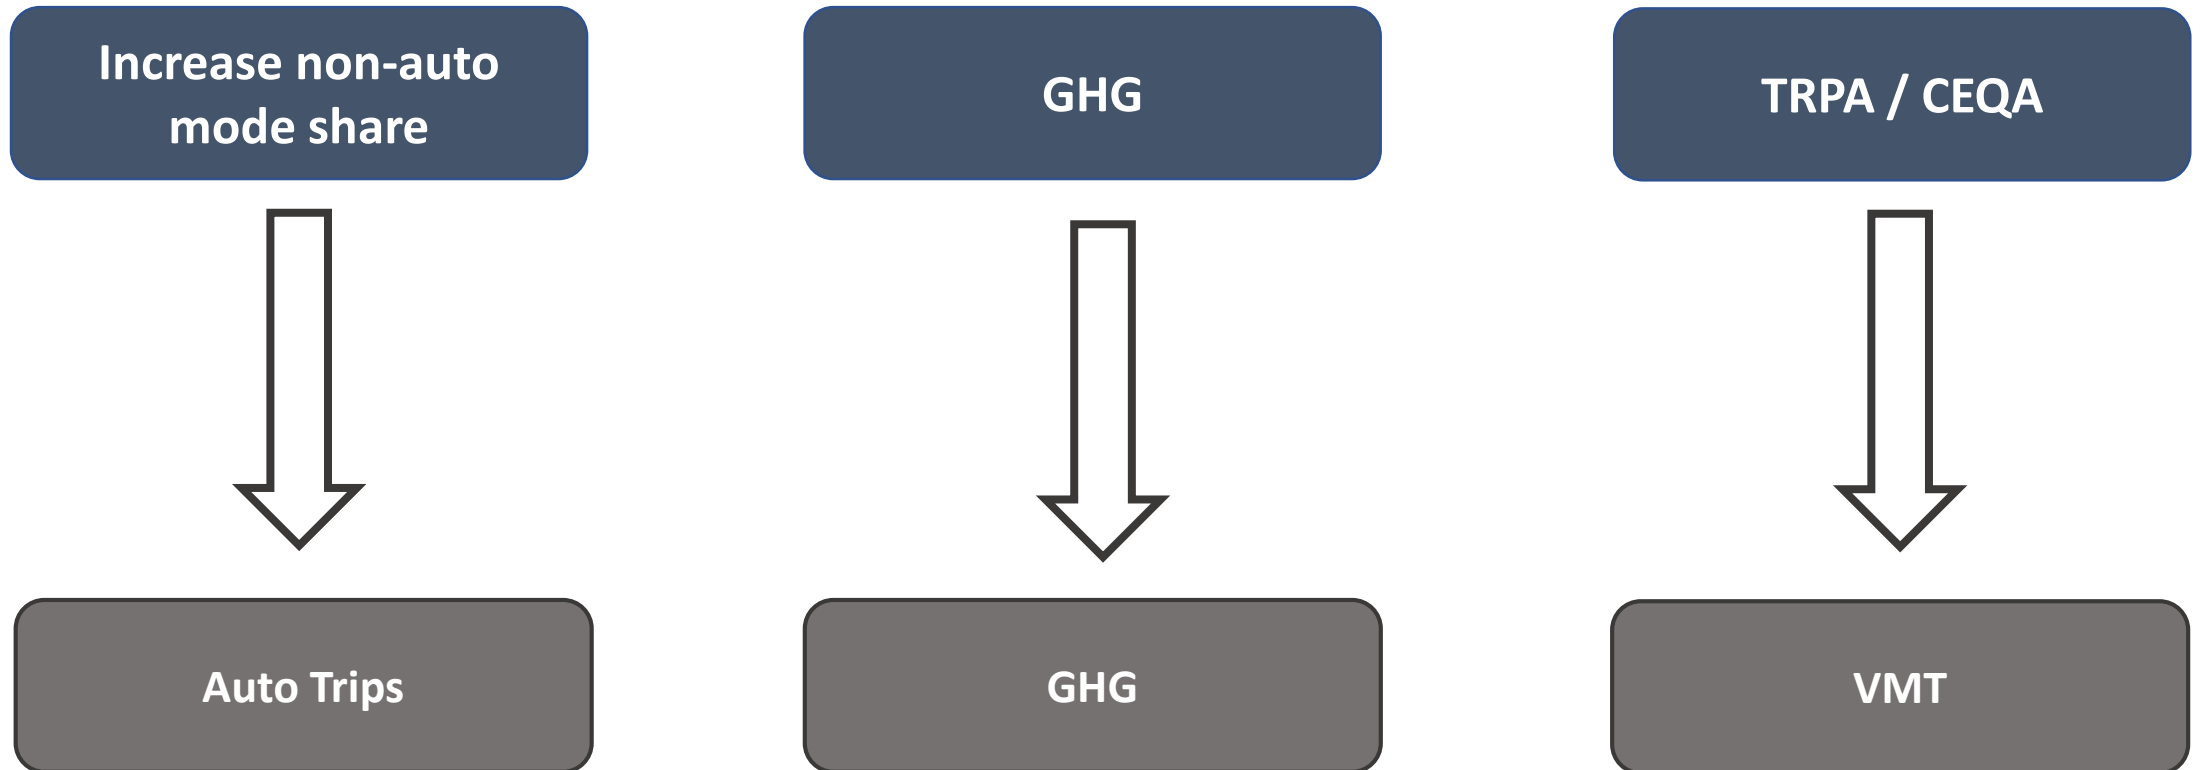 Increase non-auto
mode share
GHG
TRPA / CEQA
Auto Trips
GHG
VMT